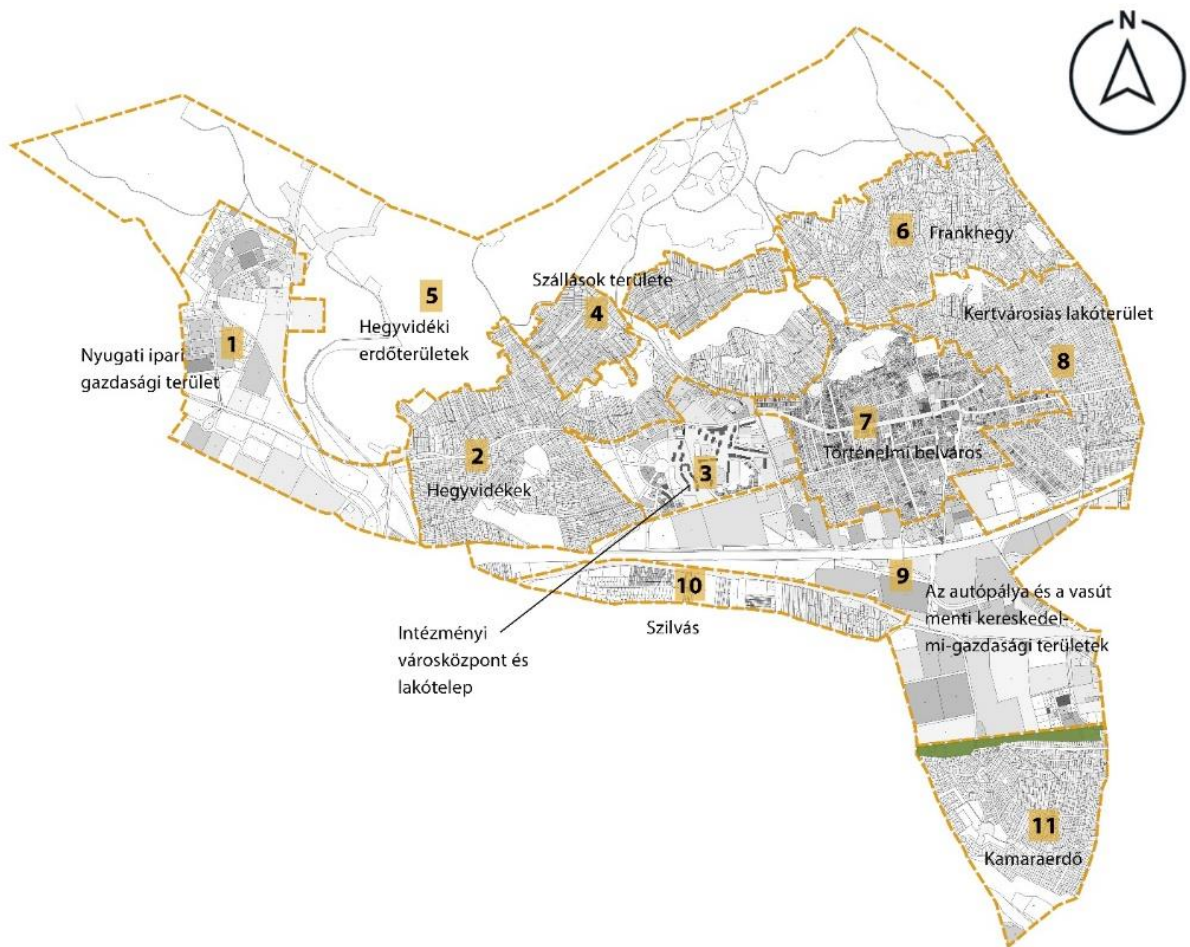 N
6
Frankhegy
Szállások területe
4
5
Hegyvidéki
erdőterületek
Kertvárosias lakóterület
8
1
Nyugati ipari
gazdasági terület
7
Történelmi belváros
2
Hegyvidékek
3
9
Az autópálya és a vasút
menti kereskedel-
mi-gazdasági területek
10
Szilvás
Intézményi
városközpont és
lakótelep
11
Kamaraerdő